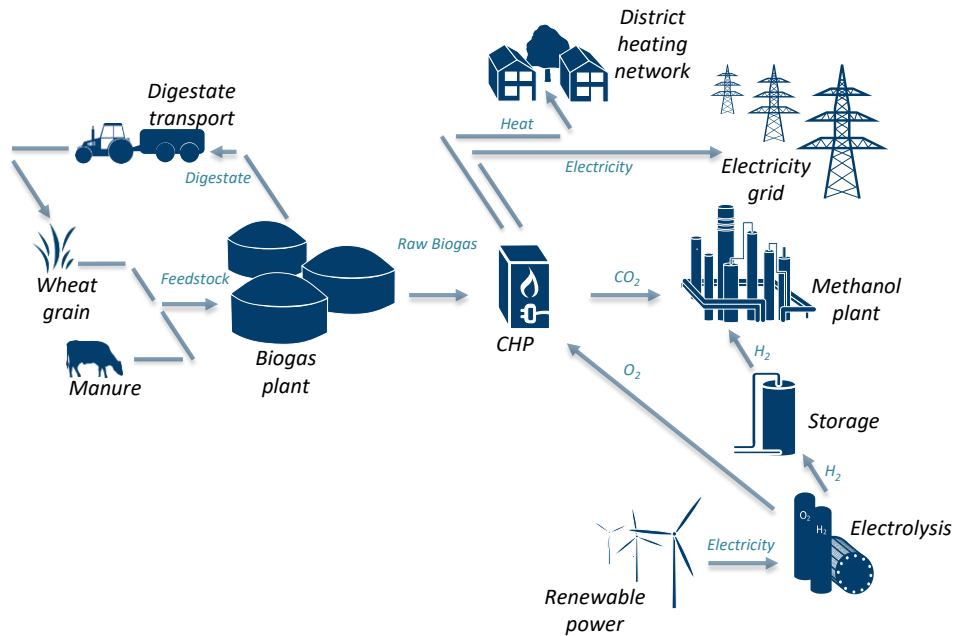 District
heating
network
Digestate
transport
Heat
Electricity
Electricity
grid
Digestate
Wheat
grain
Feedstock
Raw Biogas
CO₂
Methanol
plant
Manure
Biogas
plant
CHP
O₂
H₂
Storage
H₂
O₂
H₂
Electrolysis
Electricity
Renewable
power